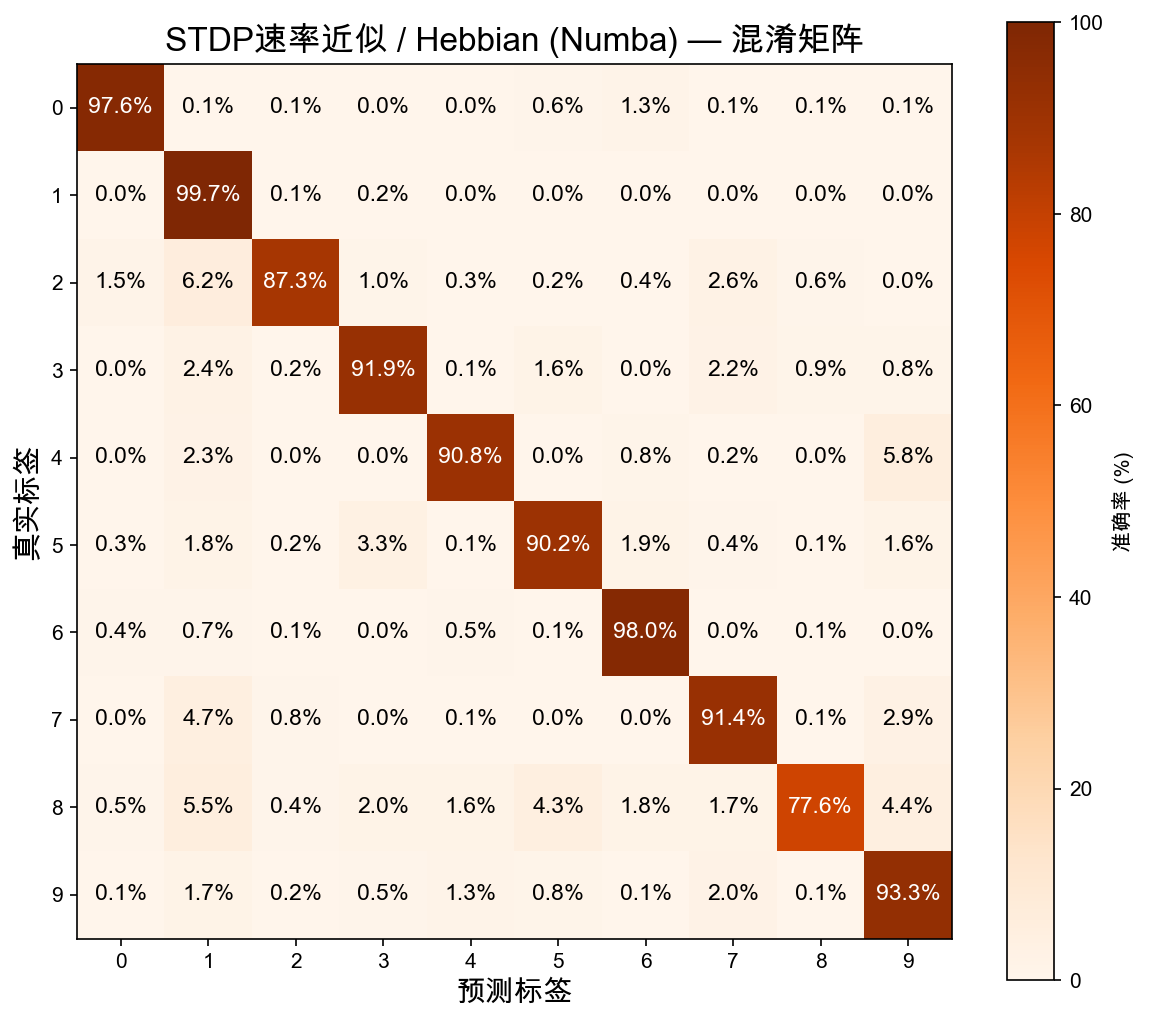 STDP速率近似 / Hebbian (Numba) — 混淆矩阵
0 97.6% 0.1% 0.1% 0.0% 0.0% 0.6% 1.3% 0.1% 0.1% 0.1%
1 0.0% 99.7% 0.1% 0.2% 0.0% 0.0% 0.0% 0.0% 0.0% 0.0%
2 1.5% 6.2% 87.3% 1.0% 0.3% 0.2% 0.4% 2.6% 0.6% 0.0%
3 0.0% 2.4% 0.2% 91.9% 0.1% 1.6% 0.0% 2.2% 0.9% 0.8%
4 0.0% 2.3% 0.0% 0.0% 90.8% 0.0% 0.8% 0.2% 0.0% 5.8%
5 0.3% 1.8% 0.2% 3.3% 0.1% 90.2% 1.9% 0.4% 0.1% 1.6%
6 0.4% 0.7% 0.1% 0.0% 0.5% 0.1% 98.0% 0.0% 0.1% 0.0%
7 0.0% 4.7% 0.8% 0.0% 0.1% 0.0% 0.0% 91.4% 0.1% 2.9%
8 0.5% 5.5% 0.4% 2.0% 1.6% 4.3% 1.8% 1.7% 77.6% 4.4%
9 0.1% 1.7% 0.2% 0.5% 1.3% 0.8% 0.1% 2.0% 0.1% 93.3%
0 1 2 3 4 5 6 7 8 9
预测标签
真实标签
100
80
60
40
20
0
准确率 (%)